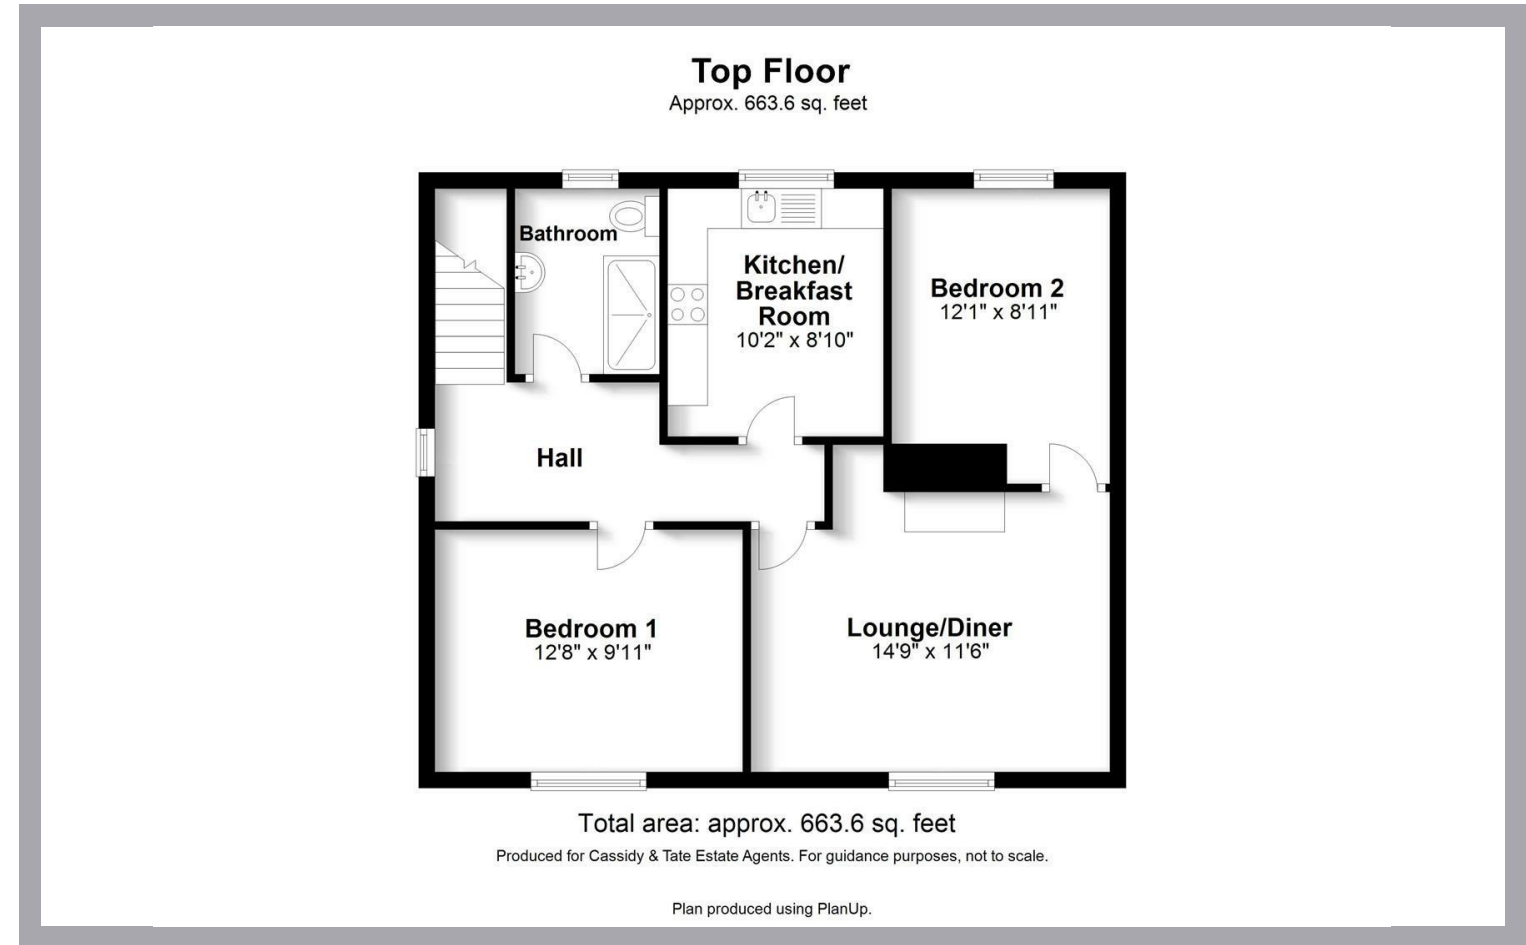 Top Floor
Approx. 663.6 sq. feet
Bathroom
Kitchen/
Breakfast
Room
10'2" x 8'10"
Bedroom 2
12'1" x 8'11"
Hall
Bedroom 1
12'8" x 9'11"
Lounge/Diner
14'9" x 11'6"
Total area: approx. 663.6 sq. feet
Produced for Cassidy & Tate Estate Agents. For guidance purposes, not to scale.
Plan produced using PlanUp.